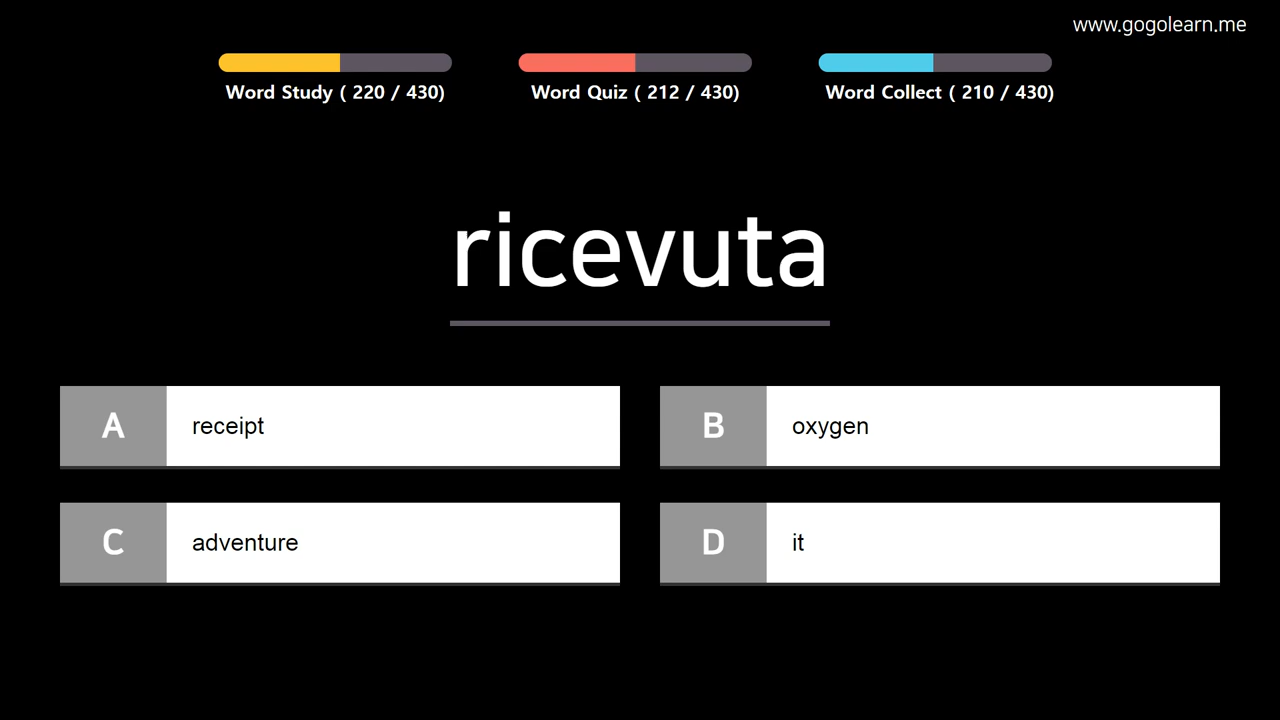 www.gogolearn.me
Word Study ( 220 / 430)
Word Quiz ( 212 / 430)
Word Collect ( 210 / 430)
ricevuta
A receipt
B oxygen
C adventure
D it